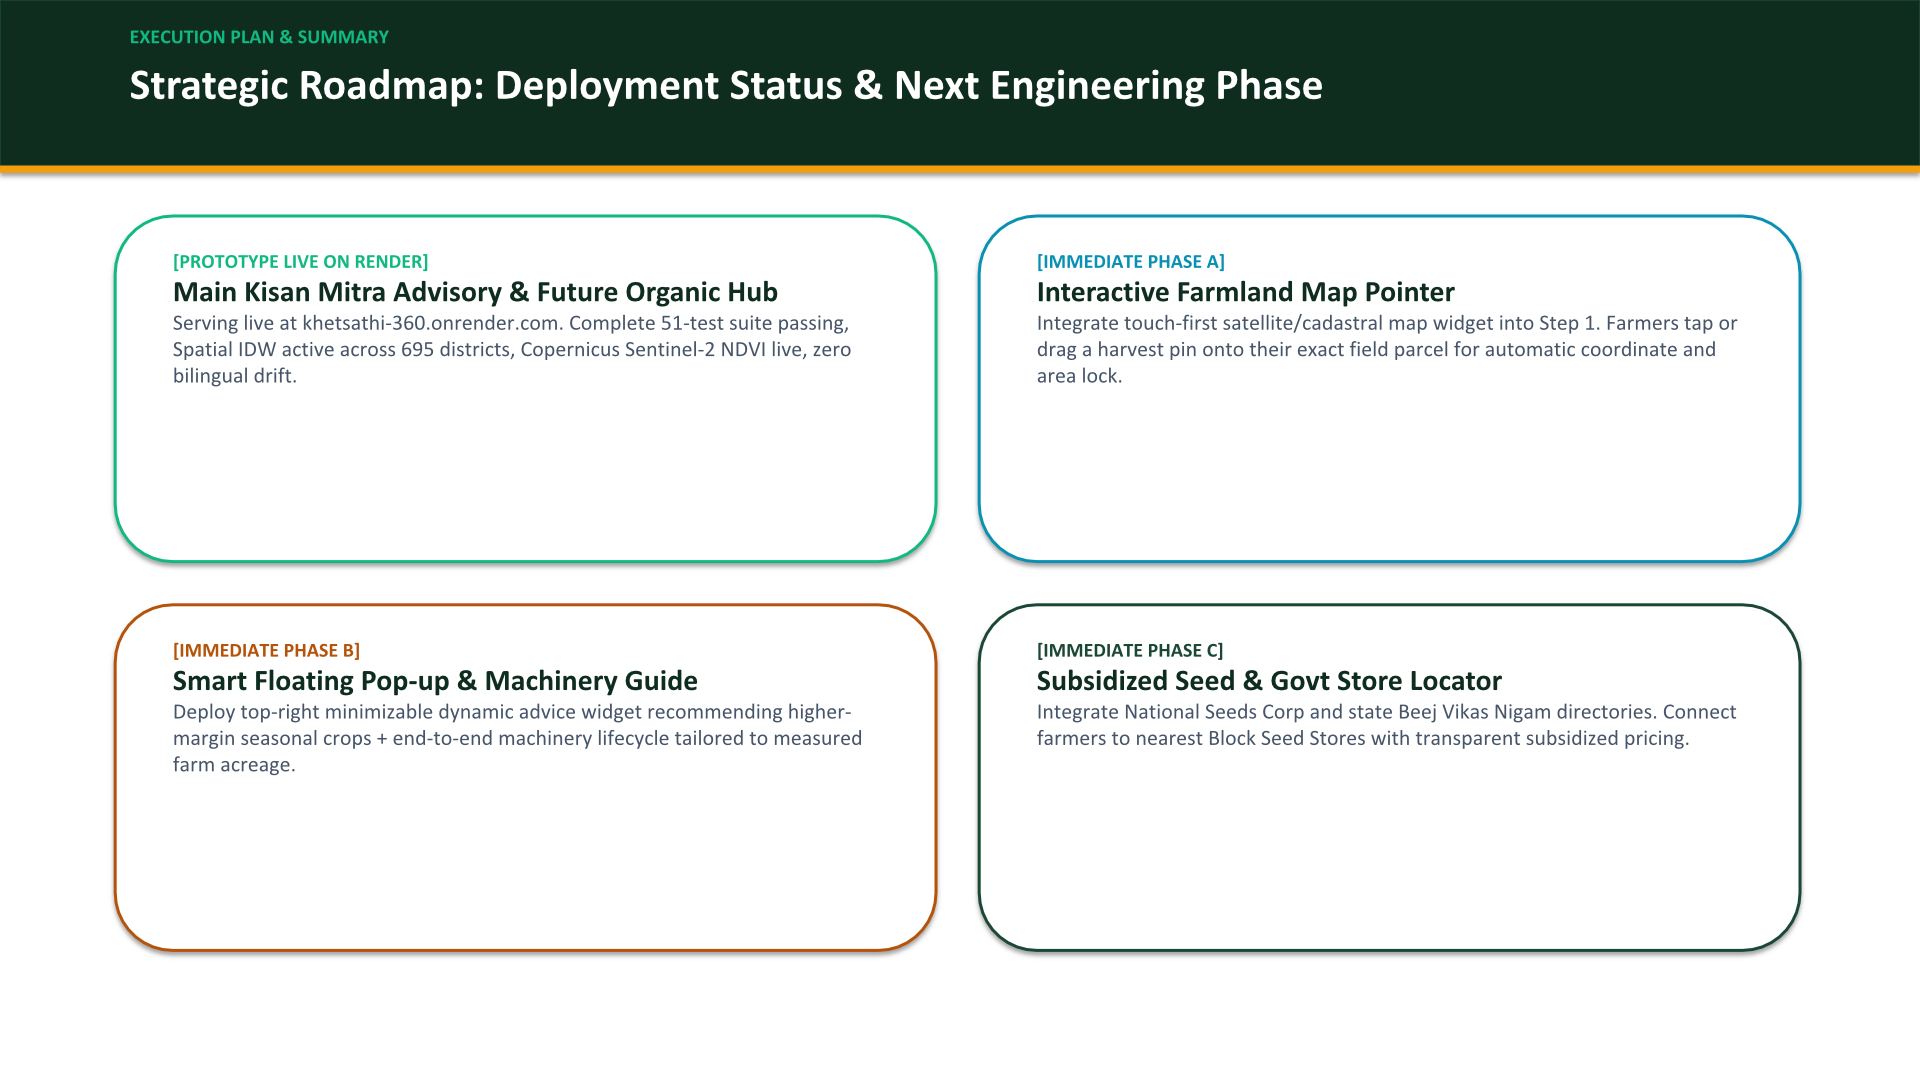 EXECUTION PLAN & SUMMARY
Strategic Roadmap: Deployment Status & Next Engineering Phase
[PROTOTYPE LIVE ON RENDER]
Main Kisan Mitra Advisory & Future Organic Hub
Serving live at khetsathi-360.onrender.com. Complete 51-test suite passing,
Spatial IDW active across 695 districts, Copernicus Sentinel-2 NDVI live, zero
bilingual drift.
[IMMEDIATE PHASE A]
Interactive Farmland Map Pointer
Integrate touch-first satellite/cadastral map widget into Step 1. Farmers tap or
drag a harvest pin onto their exact field parcel for automatic coordinate and
area lock.
[IMMEDIATE PHASE B]
Smart Floating Pop-up & Machinery Guide
Deploy top-right minimizable dynamic advice widget recommending higher-
margin seasonal crops + end-to-end machinery lifecycle tailored to measured
farm acreage.
[IMMEDIATE PHASE C]
Subsidized Seed & Govt Store Locator
Integrate National Seeds Corp and state Beej Vikas Nigam directories. Connect
farmers to nearest Block Seed Stores with transparent subsidized pricing.